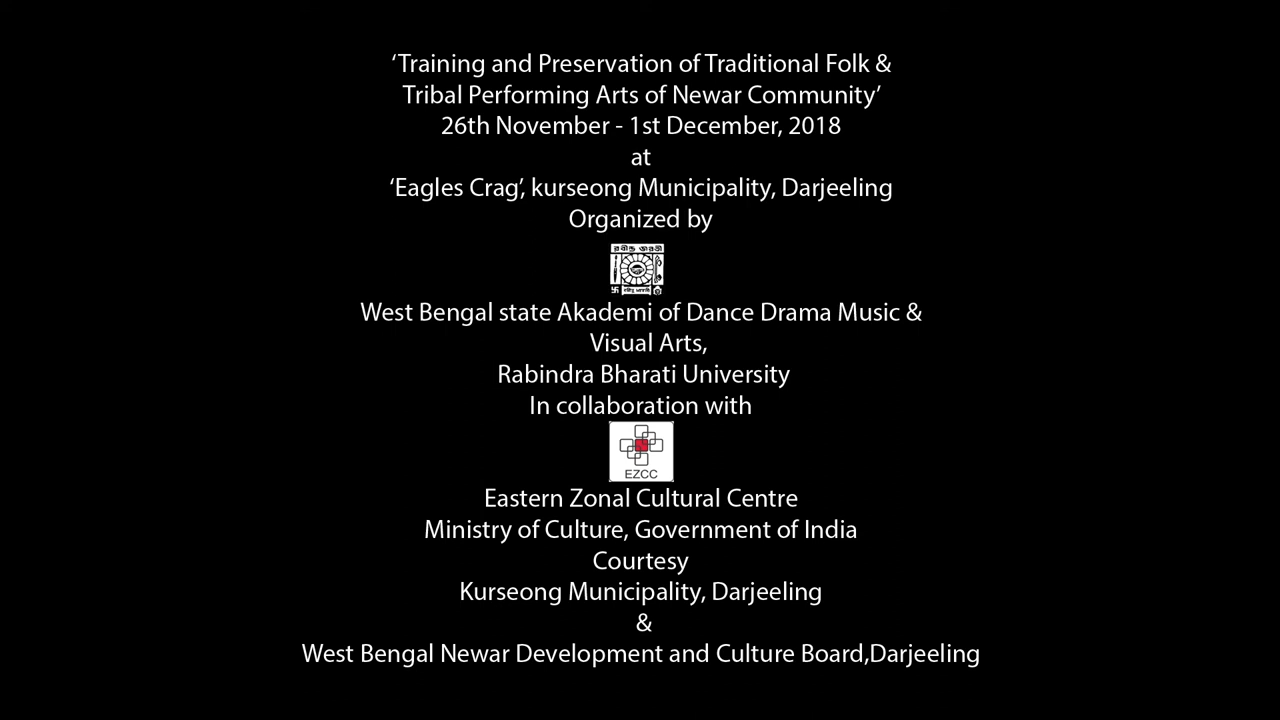 ‘Training and Preservation of Traditional Folk &
Tribal Performing Arts of Newar Community’
26th November - 1st December, 2018
at
‘Eagles Crag’, kurseong Municipality, Darjeeling
Organized by
রবীন্দ্র ভারতী
West Bengal state Akademi of Dance Drama Music &
Visual Arts,
Rabindra Bharati University
In collaboration with
EZCC
Eastern Zonal Cultural Centre
Ministry of Culture, Government of India
Courtesy
Kurseong Municipality, Darjeeling
&
West Bengal Newar Development and Culture Board,Darjeeling